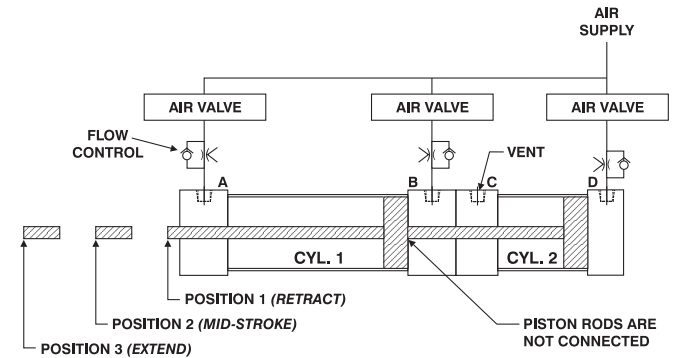 AIR
SUPPLY
AIR VALVE
AIR VALVE
AIR VALVE
FLOW
CONTROL
VENT
A
B
C
D
CYL. 1
CYL. 2
POSITION 1 (RETRACT)
POSITION 2 (MID-STROKE)
POSITION 3 (EXTEND)
PISTON RODS ARE
NOT CONNECTED